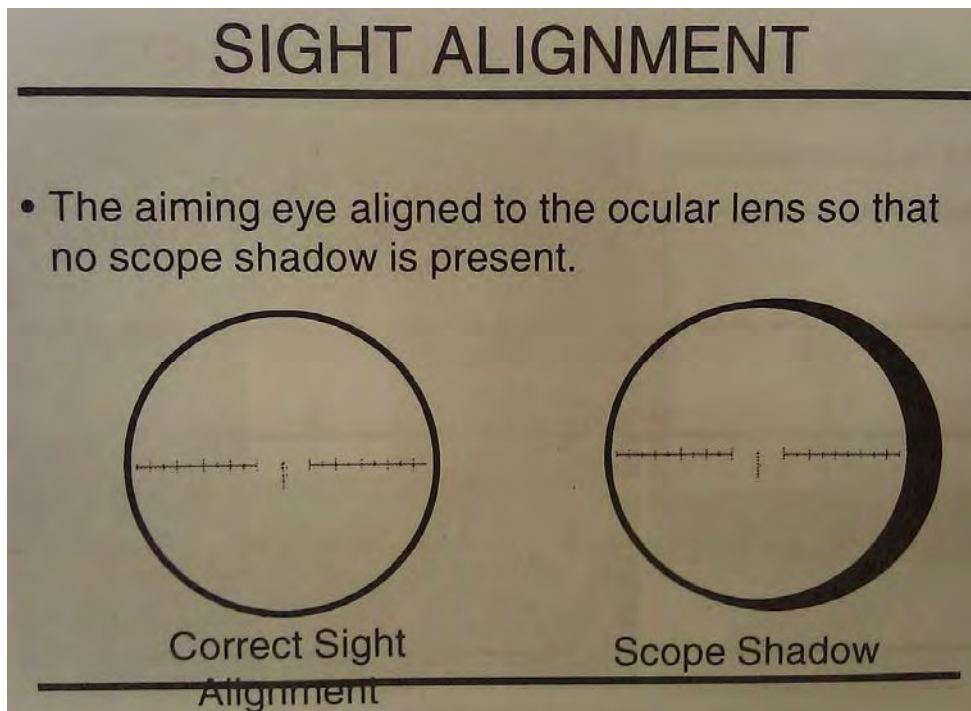 SIGHT ALIGNMENT
• The aiming eye aligned to the ocular lens so that
no scope shadow is present.
Correct Sight
Alignment
Scope Shadow